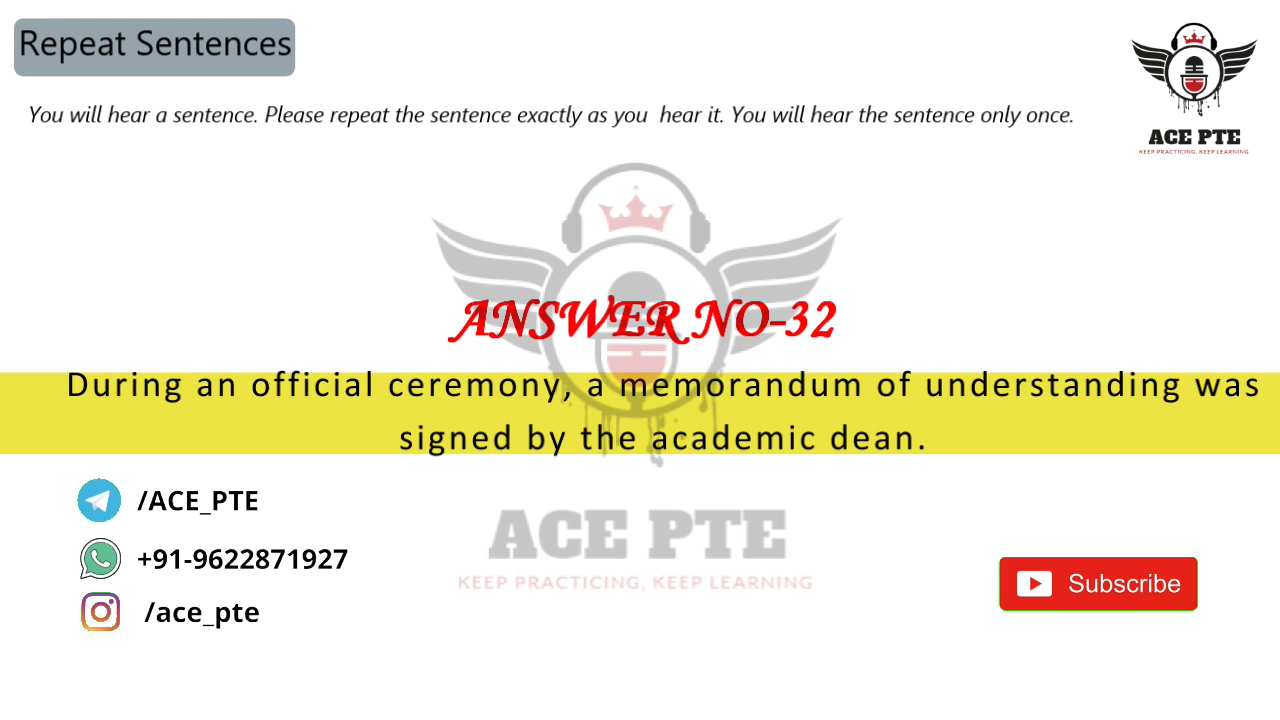 Repeat Sentences
You will hear a sentence. Please repeat the sentence exactly as you  hear it. You will hear the sentence only once.
ACE PTE
KEEP PRACTICING, KEEP LEARNING
ANSWER NO-32
During an official ceremony, a memorandum of understanding was
signed by the academic dean.
/ACE_PTE
+91-9622871927
/ace_pte
ACE PTE
KEEP PRACTICING, KEEP LEARNING
Subscribe